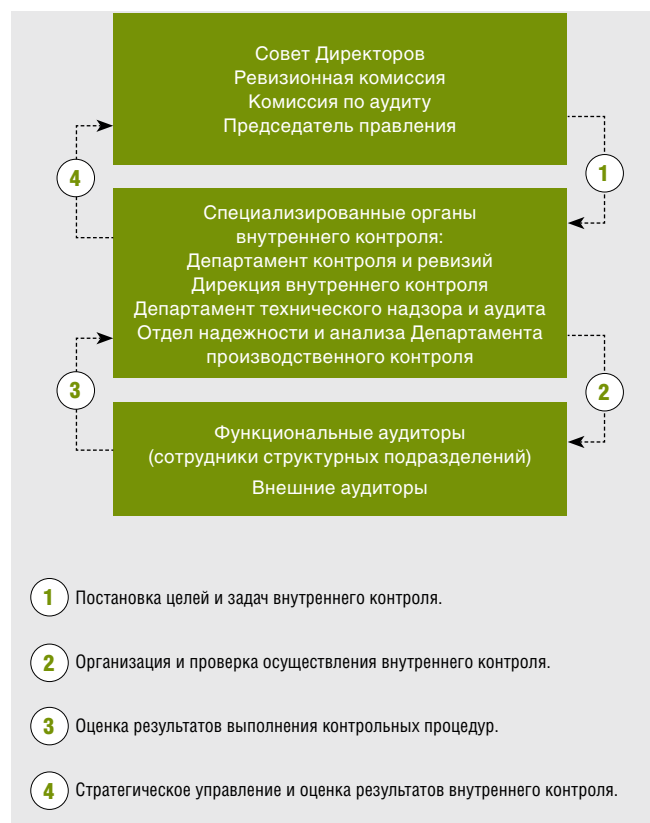 Совет Директоров
Ревизионная комиссия
Комиссия по аудиту
Председатель правления
4
1
Специализированные органы
внутреннего контроля:
Департамент контроля и ревизий
Дирекция внутреннего контроля
Департамент технического надзора и аудита
Отдел надежности и анализа Департамента
производственного контроля
3
2
Функциональные аудиторы
(сотрудники структурных подразделений)
Внешние аудиторы
1 Постановка целей и задач внутреннего контроля.
2 Организация и проверка осуществления внутреннего контроля.
3 Оценка результатов выполнения контрольных процедур.
4 Стратегическое управление и оценка результатов внутреннего контроля.